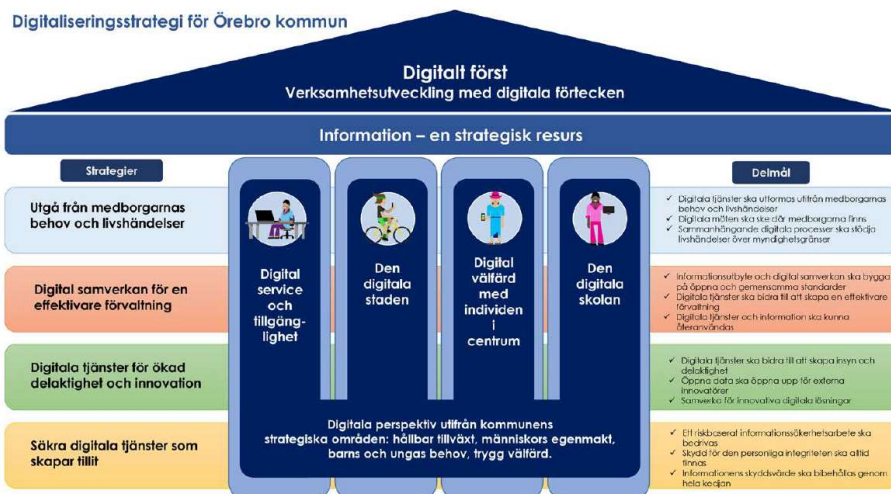 Digitaliseringsstrategi för Örebro kommun
Digitalt först
Verksamhetsutveckling med digitala förtecken
Information – en strategisk resurs
Strategier
Delmål
Utgå från medborgarnas
behov och livshändelser
Digital samverkan för en
effektivare förvaltning
Digitala tjänster för ökad
delaktighet och innovation
Säkra digitala tjänster som
skapar tillit
Digital
service
och
tillgäng-
lighet
Den
digitala
staden
Digital
välfärd
med
individen
i
centrum
Den
digitala
skolan
Digitala perspektiv utifrån kommunens
strategiska områden: hållbar tillväxt, människors egenmakt,
barns och ungas behov, trygg välfärd.
✓ Digitala tjänster ska utformas utifrån medborgarnas
behov och livshändelser
✓ Digitala möten ska ske där medborgarna finns
✓ Sammanhängande digitala processer ska stödja
livshändelser över myndighetsgränser
✓ Informationsutbyte och digital samverkan ska bygga
på öppna och gemensamma standarder
✓ Digitala tjänster ska bidra till att skapa en effektivare
förvaltning
✓ Digitala tjänster och information ska kunna
återanvändas
✓ Digitala tjänster ska bidra till att skapa insyn och
delaktighet
✓ Öppna data ska öppna upp för externa
innovatörer
✓ Samverka för innovativa digitala lösningar
✓ Ett riskbaserat informationssäkerhetsarbete ska
bedrivas
✓ Skydd för den personliga integriteten ska alltid
finnas
✓ Informationens skyddsvärde ska bibehållas genom
hela kedjan